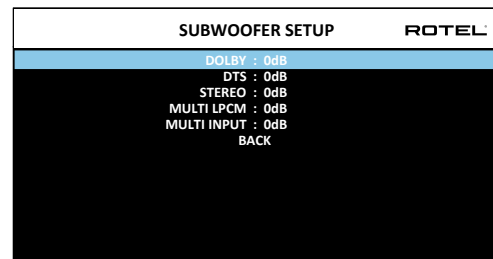 SUBWOOFER SETUP
ROTEL
DOLBY : 0dB
DTS : 0dB
STEREO : 0dB
MULTI LPCM : 0dB
MULTI INPUT : 0dB
BACK